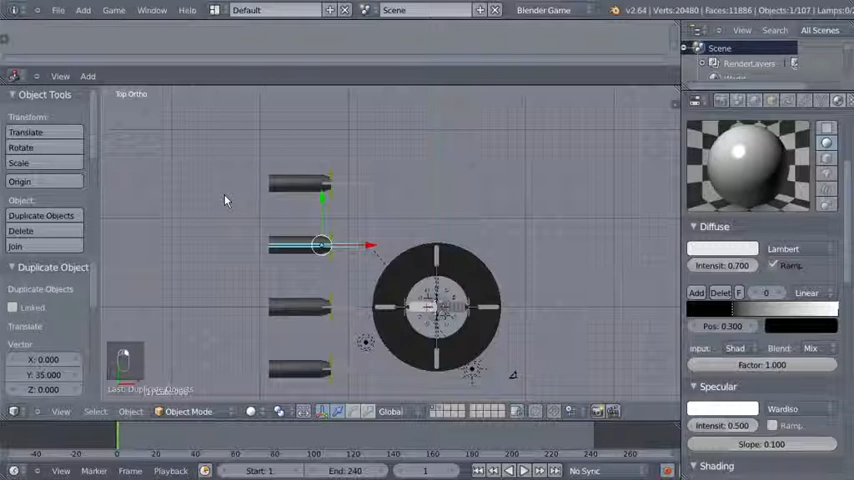 File Add Game Window Help Default Scene Blender Game v2.64 | Verts:20480 | Faces:11886 | Objects:1/107 | Lamps:0/
View Search All Scenes
Scene
RenderLayers
View Add
Object Tools
Top Ortho
Transform:
Translate
Rotate
Scale
Origin
Object:
Duplicate Objects
Delete
Join
Duplicate Object
Duplicate Objects
Linked
Translate
Vector
X: 0.000
Y: 35.000
Z: 0.000
Last: Duplicate Objects
View Select Object Object Mode Global
-40 -20 0 20 40 60 80 100 120 140 160 180 200 220 240 260
View Marker Frame Playback Start: 1 End: 240 1 No Sync
Diffuse
Lambert
Intensit: 0.700 Ramp
Add Delet F 0 Linear
Pos: 0.300
Input: Shad Blend: Mix
Factor: 1.000
Specular
Wardiso
Intensit: 0.500 Ramp
Slope: 0.100
Shading